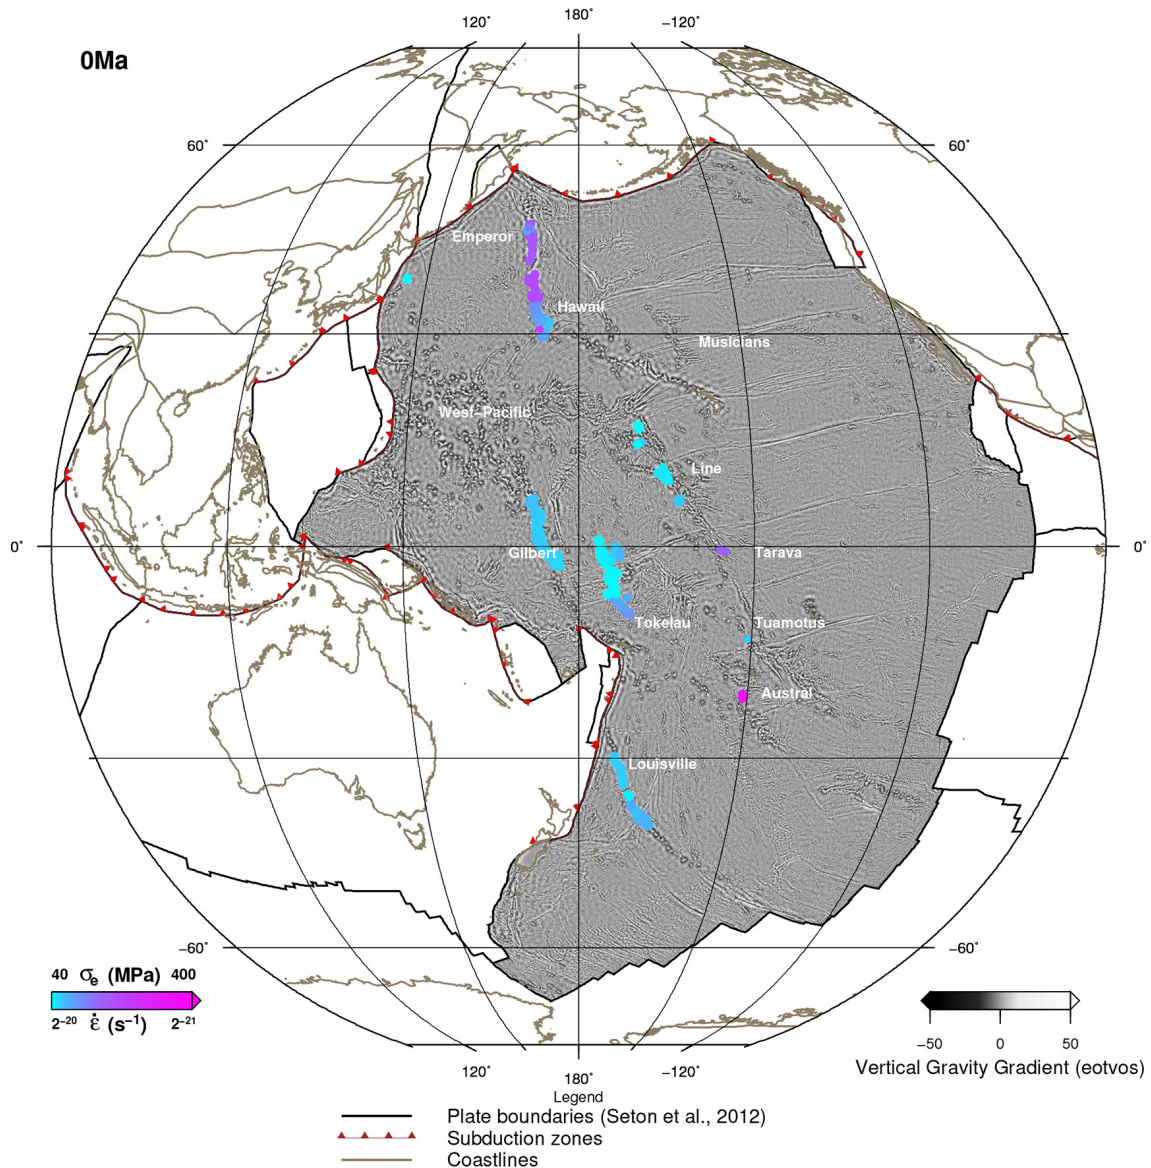 120° 180° −120°
0Ma
60° 60°
Emperor
Hawaii
Musicians
West−Pacific
Line
0° Gilbert Tarava 0°
Tokelau Tuamotus
Austral
Louisville
−60° −60°
40 σe (MPa) 400
2⁻²⁰ ε̇ (s⁻¹) 2⁻²¹
−50 0 50
Vertical Gravity Gradient (eotvos)
120° 180° −120°
Legend
Plate boundaries (Seton et al., 2012)
Subduction zones
Coastlines